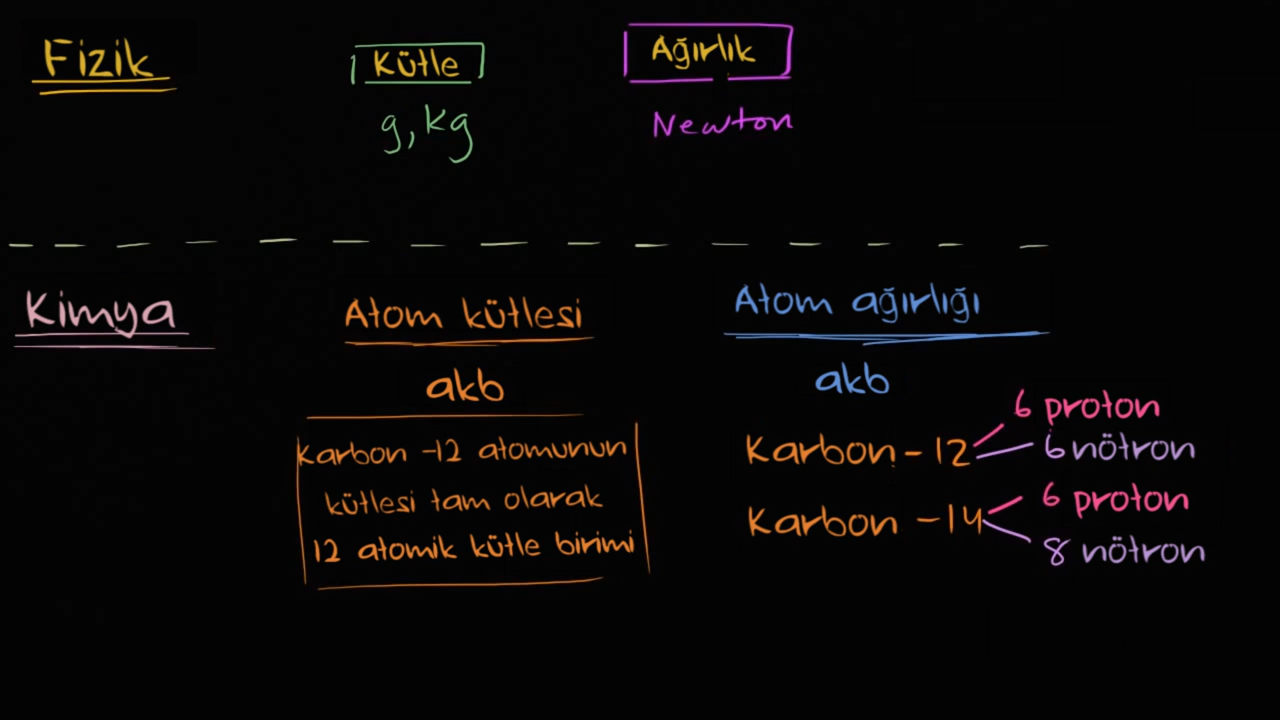 Fizik
Kütle
Ağırlık
g, kg
Newton
Kimya
Atom kütlesi
Atom ağırlığı
akb
akb
Karbon -12 atomunun
kütlesi tam olarak
12 atomik kütle birimi
Karbon - 12
6 proton
6 nötron
Karbon -14
6 proton
8 nötron